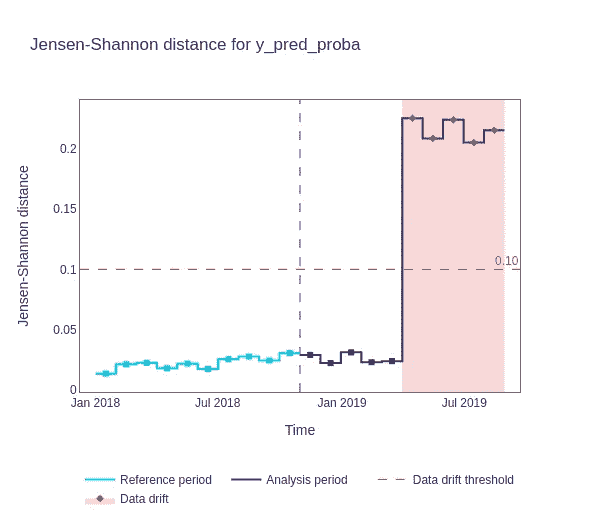 Jensen-Shannon distance for y_pred_proba
Jensen-Shannon distance
0.2
0.15
0.1
0.05
0
0.10
Jan 2018
Jul 2018
Jan 2019
Jul 2019
Time
Reference period
Analysis period
Data drift threshold
Data drift